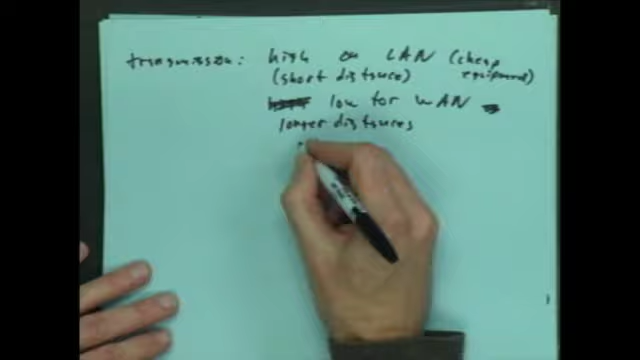 transmission: high on LAN (cheap
(short distance) equipment)
low for WAN
longer distances